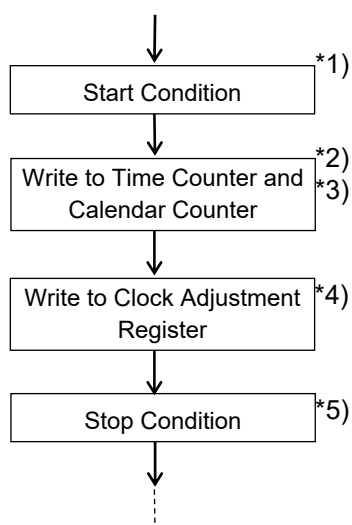 *1)
Start Condition
*2)
Write to Time Counter and
*3)
Calendar Counter
Write to Clock Adjustment
*4)
Register
Stop Condition
*5)